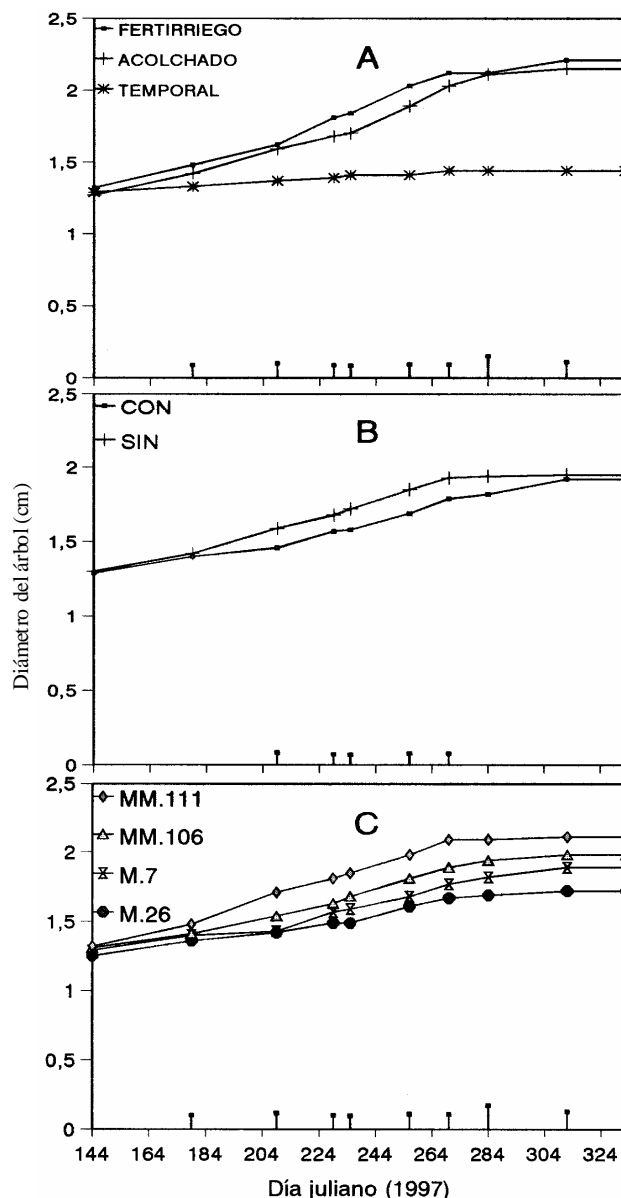 2,5
FERTIRRIEGO
A
ACOLCHADO
2
TEMPORAL
1,5
1
0,5
0
2,5
CON
B
SIN
2
1,5
1
0,5
0
2,5
MM.111
C
MM.106
2
M.7
1,5
M.26
1
0,5
0
144 164 184 204 224 244 264 284 304 324
Día juliano (1997)
Diámetro del árbol (cm)